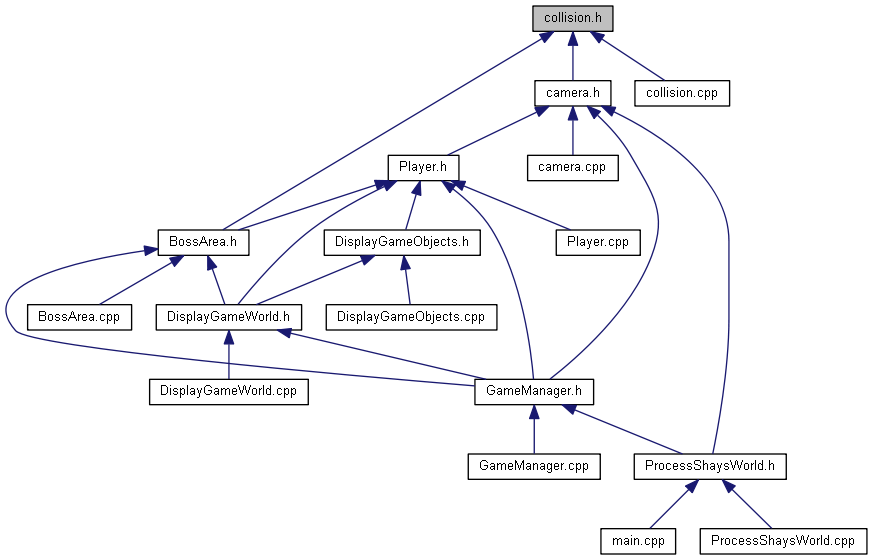 collision.h
camera.h
collision.cpp
Player.h
camera.cpp
BossArea.h
DisplayGameObjects.h
Player.cpp
BossArea.cpp
DisplayGameWorld.h
DisplayGameObjects.cpp
DisplayGameWorld.cpp
GameManager.h
GameManager.cpp
ProcessShaysWorld.h
main.cpp
ProcessShaysWorld.cpp